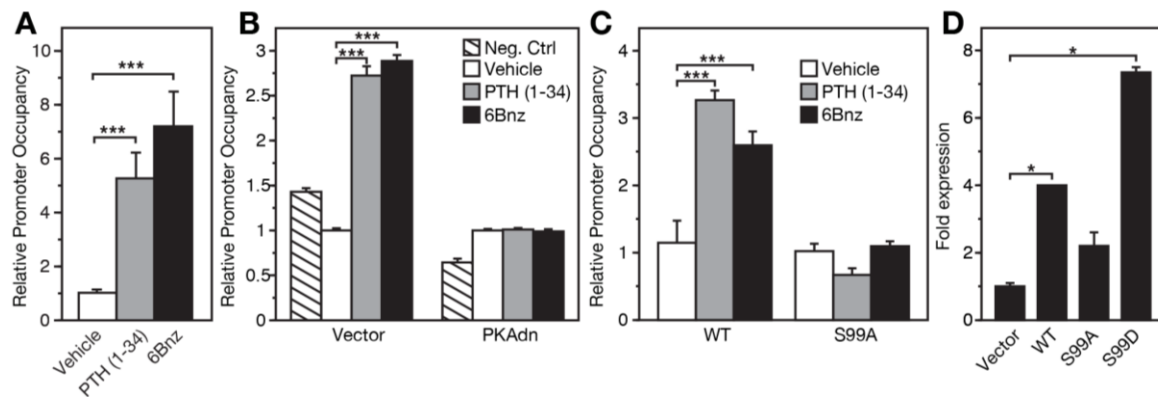 A
Relative Promoter Occupancy
10
8
6
4
2
0
***
***
Vehicle
PTH (1-34)
6Bnz
B
Relative Promoter Occupancy
3
2.5
2
1.5
1
0.5
0
***
***
Neg. Ctrl
Vehicle
PTH (1-34)
6Bnz
Vector
PKAdn
C
Relative Promoter Occupancy
4
3
2
1
0
***
***
Vehicle
PTH (1-34)
6Bnz
WT
S99A
D
Fold expression
8
6
4
2
0
*
*
Vector
WT
S99A
S99D